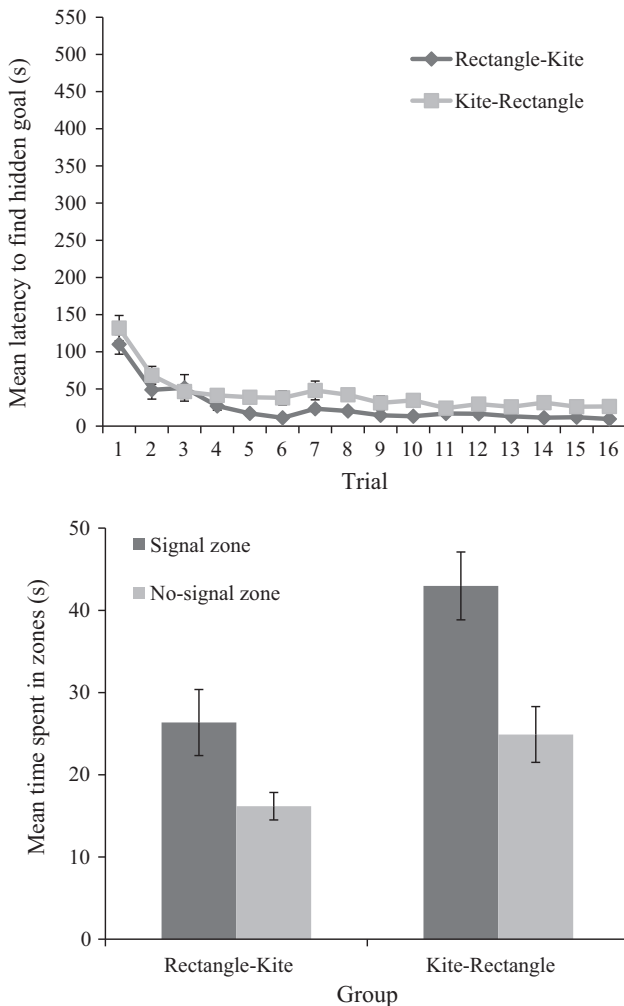 550
500
450
400
350
300
250
200
150
100
50
0
Mean latency to find hidden goal (s)
Rectangle-Kite
Kite-Rectangle
1 2 3 4 5 6 7 8 9 10 11 12 13 14 15 16
Trial
50
40
30
20
10
0
Mean time spent in zones (s)
Signal zone
No-signal zone
Rectangle-Kite Kite-Rectangle
Group